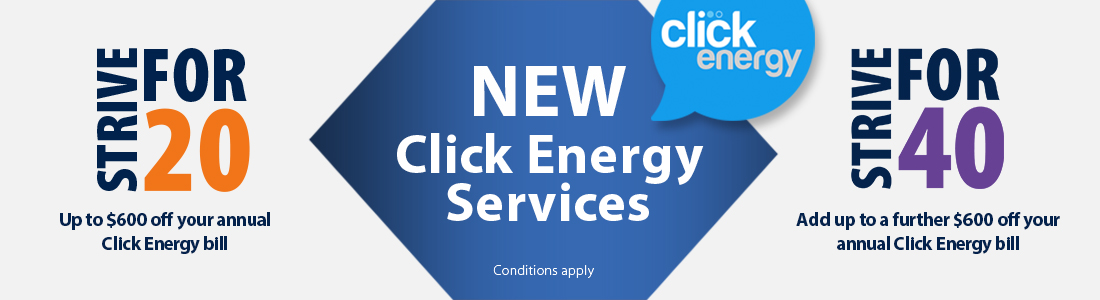 STRIVE
FOR
20
Up to $600 off your annual
Click Energy bill
NEW
Click Energy
Services
Conditions apply
click
energy
STRIVE
FOR
40
Add up to a further $600 off your
annual Click Energy bill